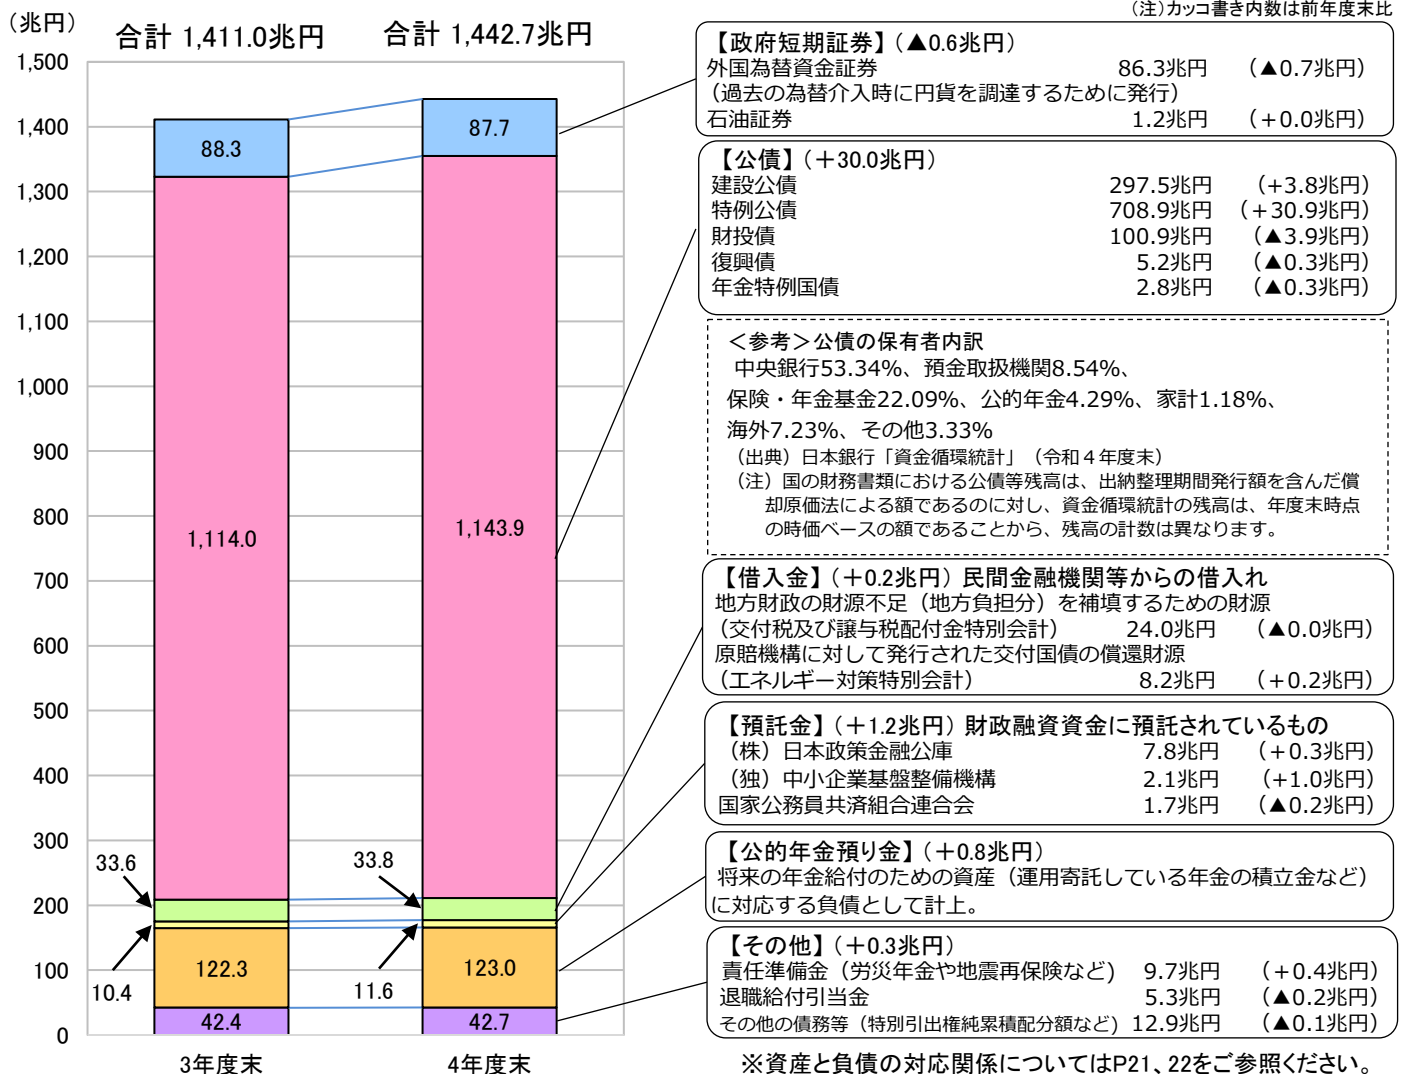 (注)カッコ書き内数は前年度末比
(兆円)
合計 1,411.0兆円
合計 1,442.7兆円
1,500
1,400
1,300
1,200
1,100
1,000
900
800
700
600
500
400
300
200
100
0
88.3
1,114.0
33.6
10.4
122.3
42.4
3年度末
87.7
1,143.9
33.8
11.6
123.0
42.7
4年度末
【政府短期証券】(▲0.6兆円)
外国為替資金証券 86.3兆円 (▲0.7兆円)
(過去の為替介入時に円貨を調達するために発行)
石油証券 1.2兆円 (+0.0兆円)
【公債】(+30.0兆円)
建設公債 297.5兆円 (+3.8兆円)
特例公債 708.9兆円 (+30.9兆円)
財投債 100.9兆円 (▲3.9兆円)
復興債 5.2兆円 (▲0.3兆円)
年金特例国債 2.8兆円 (▲0.3兆円)
<参考>公債の保有者内訳
中央銀行53.34%、預金取扱機関8.54%、
保険・年金基金22.09%、公的年金4.29%、家計1.18%、
海外7.23%、その他3.33%
(出典)日本銀行「資金循環統計」(令和4年度末)
(注)国の財務書類における公債等残高は、出納整理期間発行額を含んだ償
却原価法による額であるのに対し、資金循環統計の残高は、年度末時点
の時価ベースの額であることから、残高の計数は異なります。
【借入金】(+0.2兆円) 民間金融機関等からの借入れ
地方財政の財源不足(地方負担分)を補填するための財源
(交付税及び譲与税配付金特別会計) 24.0兆円 (▲0.0兆円)
原賠機構に対して発行された交付国債の償還財源
(エネルギー対策特別会計) 8.2兆円 (+0.2兆円)
【預託金】(+1.2兆円) 財政融資資金に預託されているもの
(株)日本政策金融公庫 7.8兆円 (+0.3兆円)
(独)中小企業基盤整備機構 2.1兆円 (+1.0兆円)
国家公務員共済組合連合会 1.7兆円 (▲0.2兆円)
【公的年金預り金】(+0.8兆円)
将来の年金給付のための資産(運用寄託している年金の積立金など)
に対応する負債として計上。
【その他】(+0.3兆円)
責任準備金(労災年金や地震再保険など) 9.7兆円 (+0.4兆円)
退職給付引当金 5.3兆円 (▲0.2兆円)
その他の債務等(特別引出権純累積配分額など) 12.9兆円 (▲0.1兆円)
※資産と負債の対応関係についてはP21、22をご参照ください。